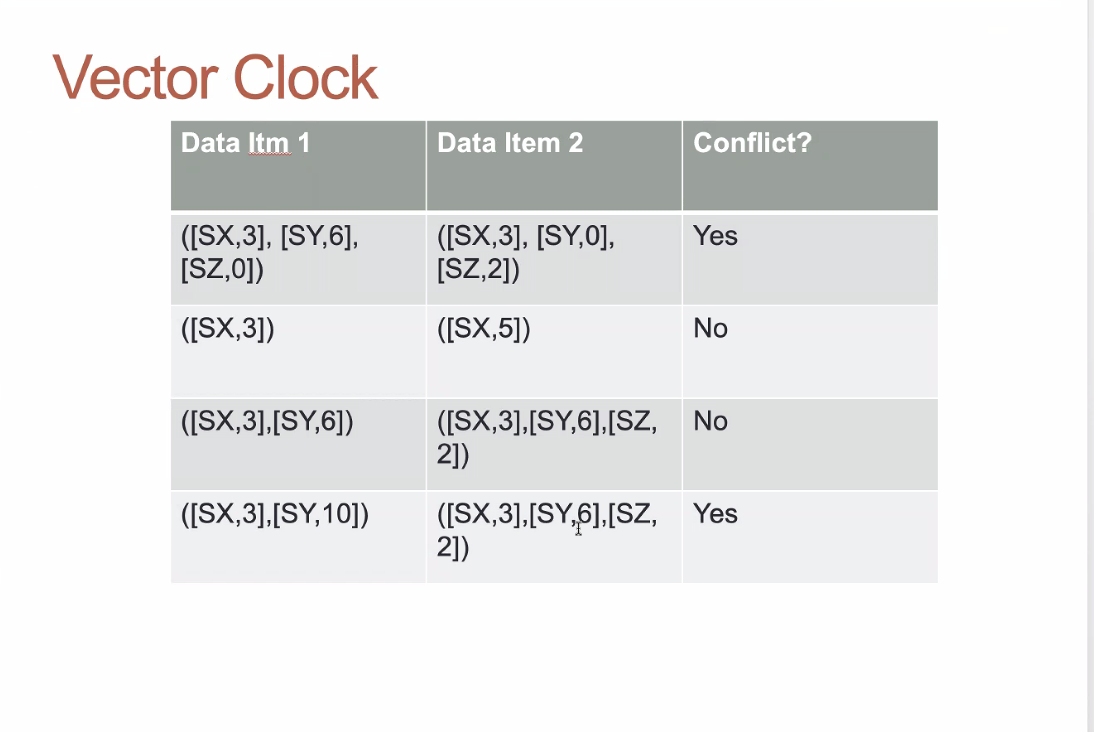 Vector Clock
Data Itm 1
Data Item 2
Conflict?
([SX,3], [SY,6],
[SZ,0])
([SX,3], [SY,0],
[SZ,2])
Yes
([SX,3])
([SX,5])
No
([SX,3],[SY,6])
([SX,3],[SY,6],[SZ,
2])
No
([SX,3],[SY,10])
([SX,3],[SY,6],[SZ,
2])
Yes